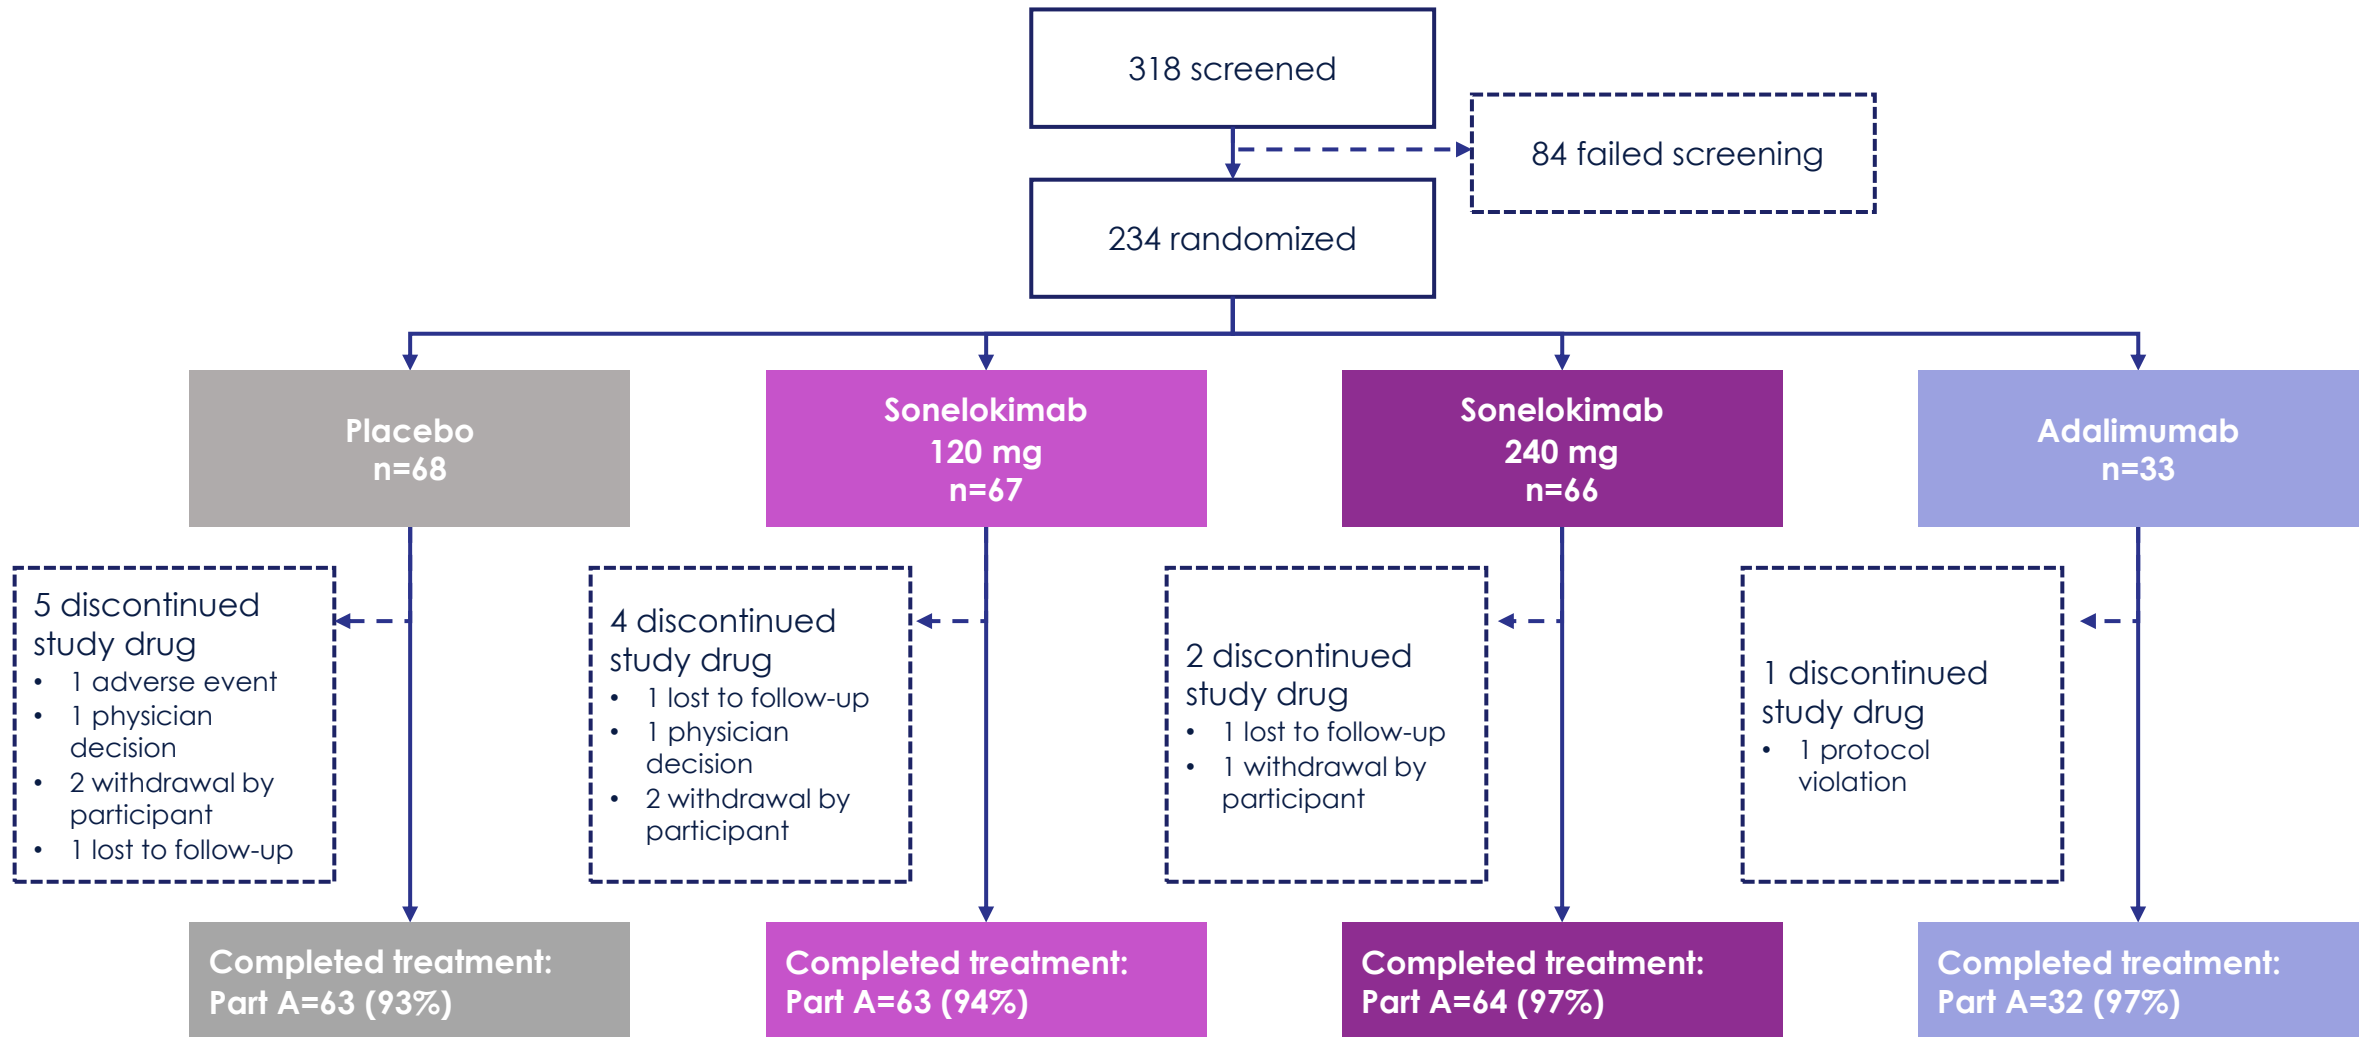 318 screened
84 failed screening
234 randomized
Placebo
n=68
Sonelokimab
120 mg
n=67
Sonelokimab
240 mg
n=66
Adalimumab
n=33
5 discontinued
study drug
• 1 adverse event
• 1 physician
decision
• 2 withdrawal by
participant
• 1 lost to follow-up
4 discontinued
study drug
• 1 lost to follow-up
• 1 physician
decision
• 2 withdrawal by
participant
2 discontinued
study drug
• 1 lost to follow-up
• 1 withdrawal by
participant
1 discontinued
study drug
• 1 protocol
violation
Completed treatment:
Part A=63 (93%)
Completed treatment:
Part A=63 (94%)
Completed treatment:
Part A=64 (97%)
Completed treatment:
Part A=32 (97%)